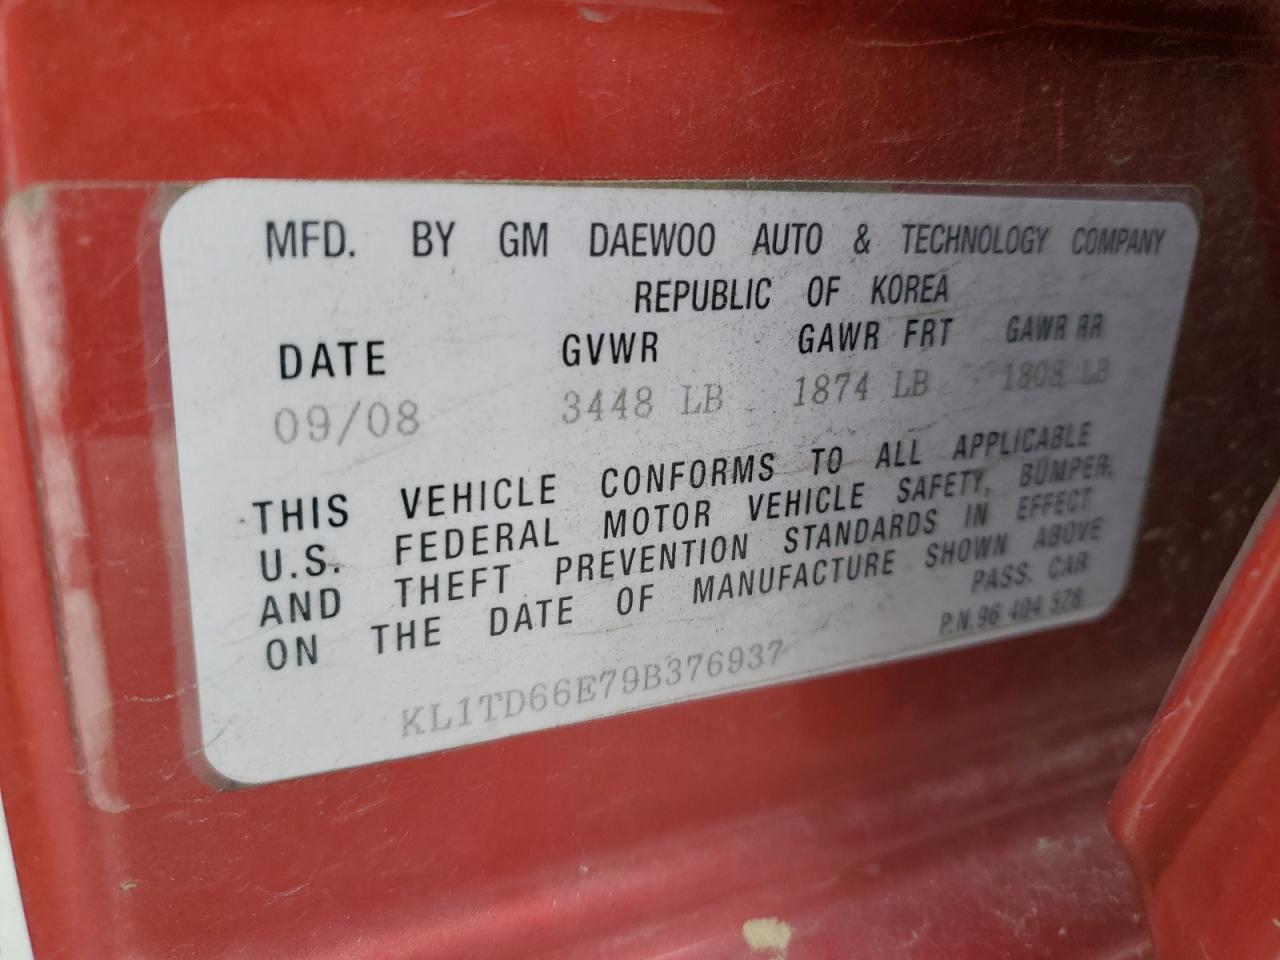 MFD. BY GM DAEWOO AUTO & TECHNOLOGY COMPANY
REPUBLIC OF KOREA
DATE GVWR GAWR FRT GAWR RR
09/08 3448 LB 1874 LB 1808 LB
THIS VEHICLE CONFORMS TO ALL APPLICABLE
U.S. FEDERAL MOTOR VEHICLE SAFETY, BUMPER,
AND THEFT PREVENTION STANDARDS IN EFFECT
ON THE DATE OF MANUFACTURE SHOWN ABOVE
PASS. CAR
P.N. 96 404 578
KL1TD66E79B376937